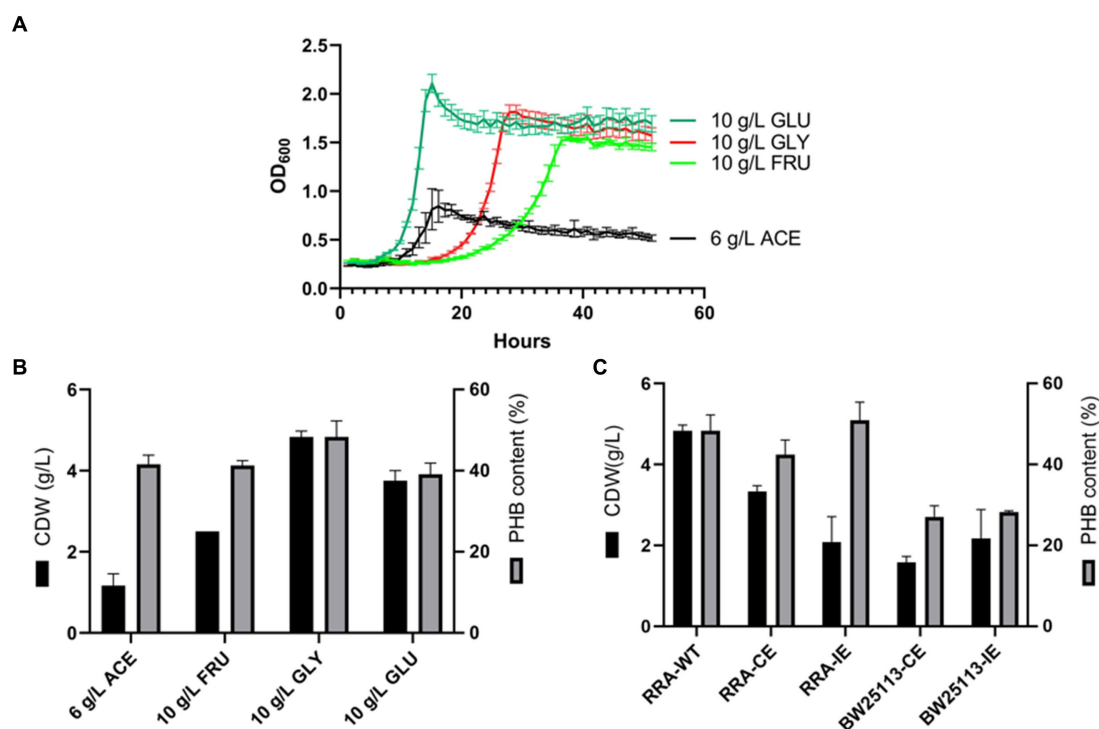 A
2.5
2.0
1.5
1.0
0.5
0.0
OD600
0
20
40
60
Hours
10 g/L GLU
10 g/L GLY
10 g/L FRU
6 g/L ACE
B
6
4
2
0
CDW (g/L)
60
40
20
0
PHB content (%)
6 g/L ACE
10 g/L FRU
10 g/L GLY
10 g/L GLU
C
6
4
2
0
CDW(g/L)
60
40
20
0
PHB content (%)
RRA-WT
RRA-CE
RRA-IE
BW25113-CE
BW25113-IE